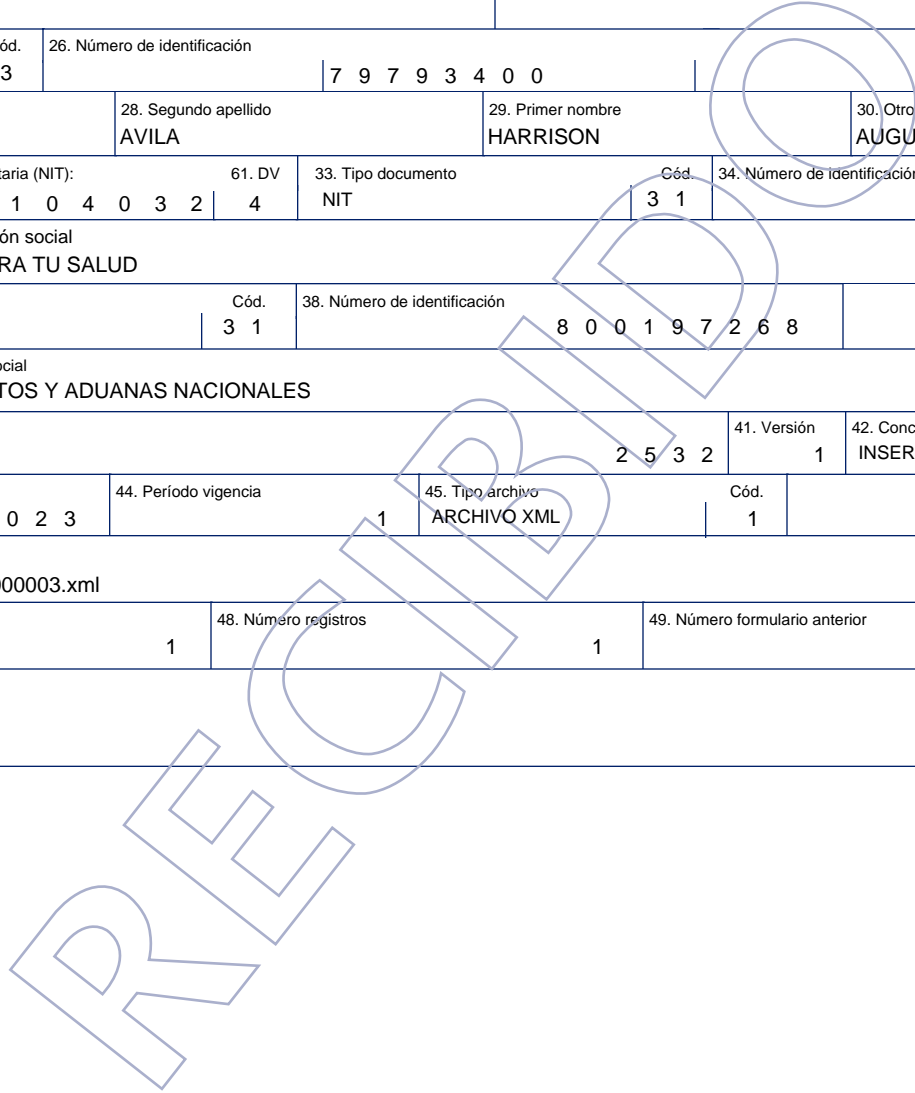 ód. 26. Número de identificación
3 7 9 7 9 3 4 0 0
28. Segundo apellido 29. Primer nombre 30. Otro
AVILA HARRISON AUGU
taria (NIT): 61. DV 33. Tipo documento Cód. 34. Número de identificación
1 0 4 0 3 2 4 NIT 3 1
ón social
RA TU SALUD
Cód. 38. Número de identificación
3 1 8 0 0 1 9 7 2 6 8
ocial
TOS Y ADUANAS NACIONALES
41. Versión 42. Conc
2 5 3 2 1 INSER
44. Período vigencia 45. Tipo archivo Cód.
0 2 3 1 ARCHIVO XML 1
000003.xml
48. Número registros 49. Número formulario anterior
1 1
RECIBIDO